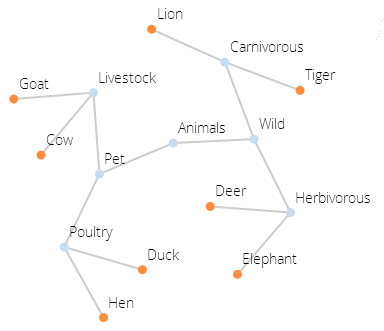 Lion
Carnivorous
Tiger
Livestock
Goat
Cow
Animals
Wild
Pet
Deer
Herbivorous
Poultry
Duck
Elephant
Hen